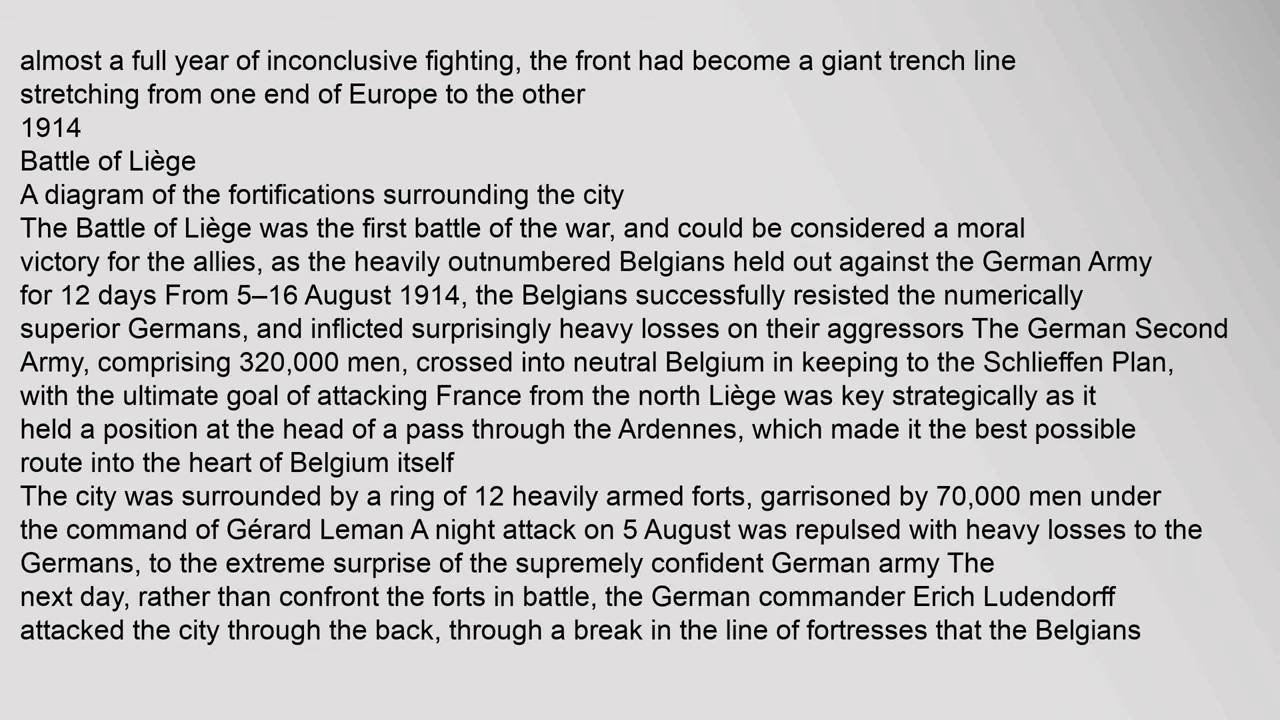 almost a full year of inconclusive fighting, the front had become a giant trench line
stretching from one end of Europe to the other
1914
Battle of Liège
A diagram of the fortifications surrounding the city
The Battle of Liège was the first battle of the war, and could be considered a moral
victory for the allies, as the heavily outnumbered Belgians held out against the German Army
for 12 days From 5–16 August 1914, the Belgians successfully resisted the numerically
superior Germans, and inflicted surprisingly heavy losses on their aggressors The German Second
Army, comprising 320,000 men, crossed into neutral Belgium in keeping to the Schlieffen Plan,
with the ultimate goal of attacking France from the north Liège was key strategically as it
held a position at the head of a pass through the Ardennes, which made it the best possible
route into the heart of Belgium itself
The city was surrounded by a ring of 12 heavily armed forts, garrisoned by 70,000 men under
the command of Gérard Leman A night attack on 5 August was repulsed with heavy losses to the
Germans, to the extreme surprise of the supremely confident German army The
next day, rather than confront the forts in battle, the German commander Erich Ludendorff
attacked the city through the back, through a break in the line of fortresses that the Belgians